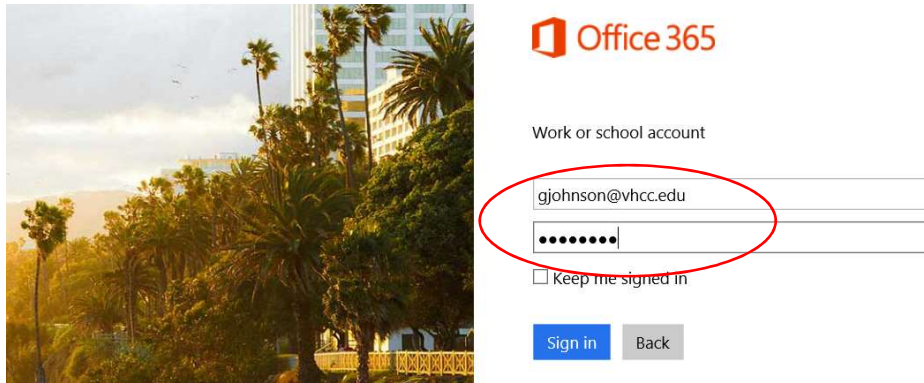 Office 365
Work or school account
gjohnson@vhcc.edu
••••••••
Keep me signed in
Sign in
Back